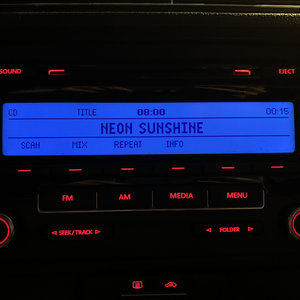 SOUND EJECT
CD TITLE 08:00 00:15
NEON SUNSHINE
SCAN MIX REPEAT INFO
FM AM MEDIA MENU
SEEK/TRACK FOLDER